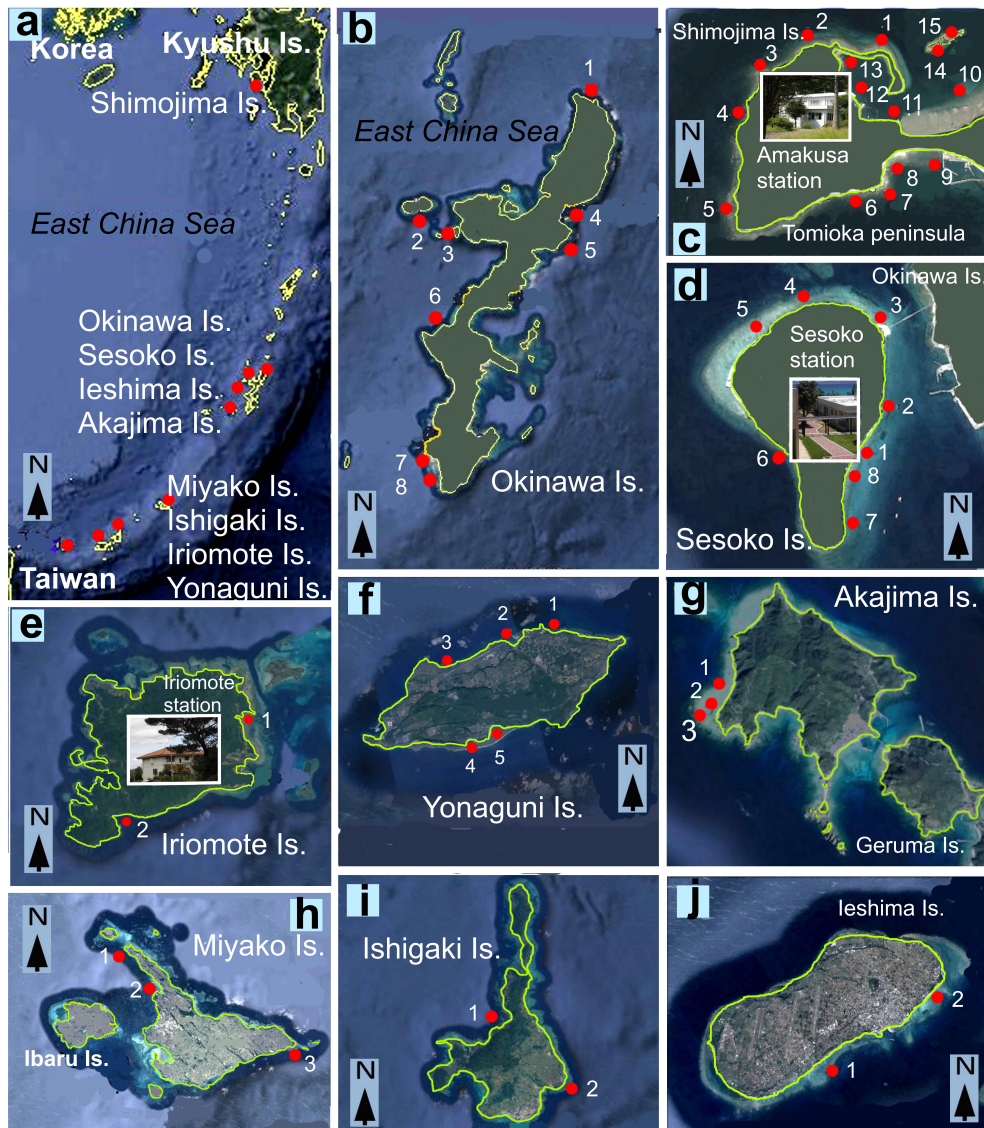 a
Korea
Kyushu Is.
Shimojima Is.
East China Sea
Okinawa Is.
Sesoko Is.
Ieshima Is.
Akajima Is.
N
Miyako Is.
Ishigaki Is.
Iriomote Is.
Yonaguni Is.
Taiwan
b
1
East China Sea
4
2
3
5
6
7
8
Okinawa Is.
N
c
Shimojima Is.
2
1
15
3
13
14
10
12
4
11
N
Amakusa
station
8
9
5
6
7
Tomioka peninsula
d
Okinawa Is.
4
5
3
Sesoko
station
2
1
6
8
7
Sesoko Is.
N
e
Iriomote
station
1
2
N
Iriomote Is.
f
1
2
3
5
4
Yonaguni Is.
N
g
Akajima Is.
1
2
3
N
Geruma Is.
h
N
Miyako Is.
1
2
Ibaru Is.
3
i
Ishigaki Is.
1
2
N
j
Ieshima Is.
2
1
N